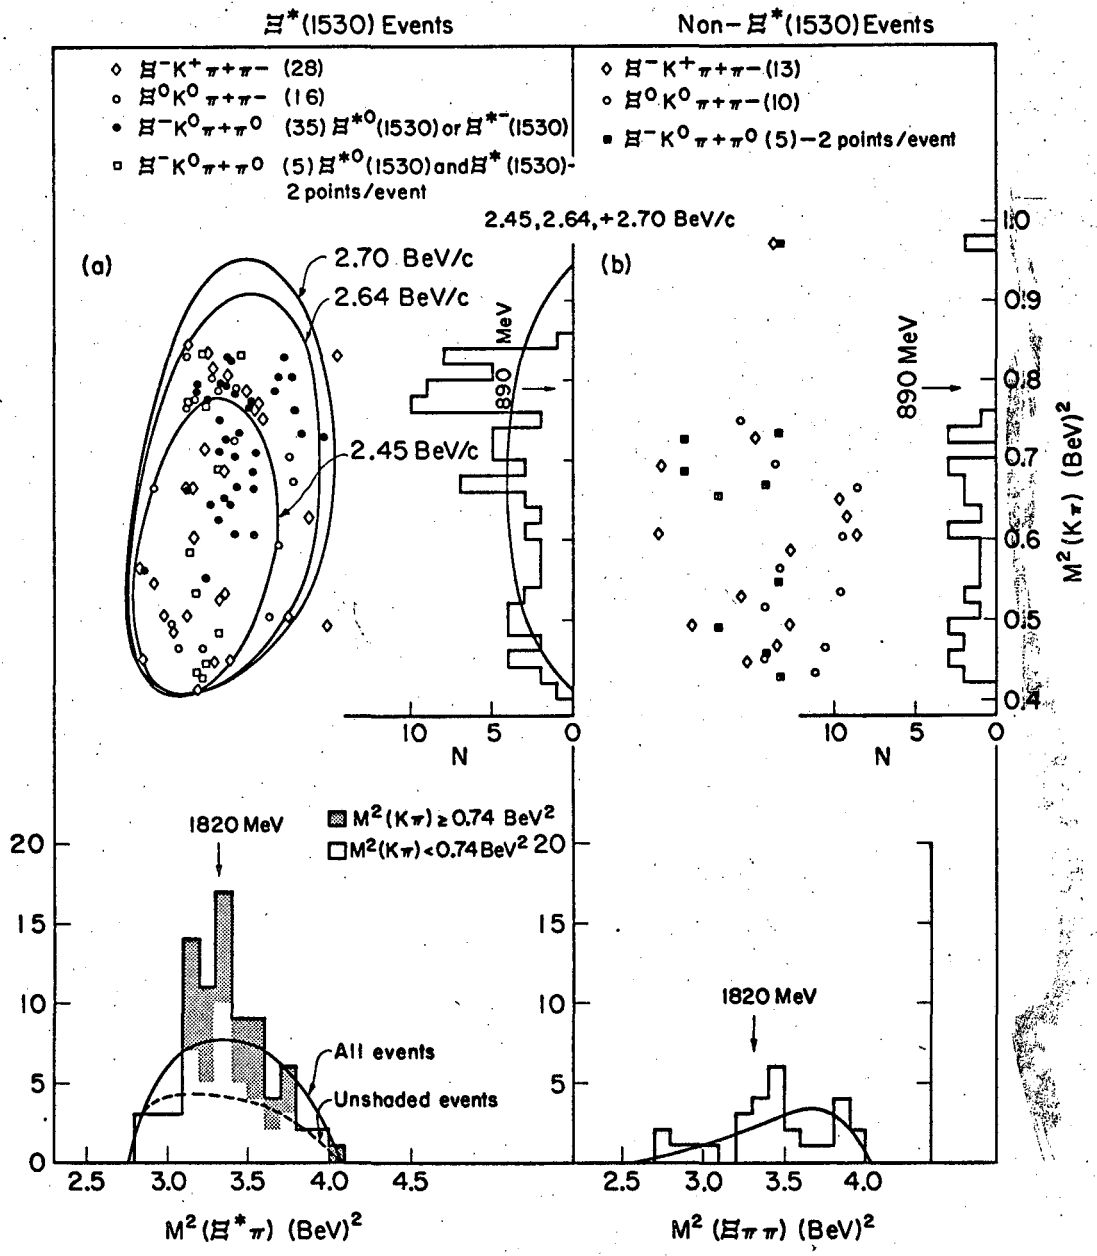 Ξ*(1530) Events
Non-Ξ*(1530) Events
◇ Ξ⁻K⁺π+π- (28)
○ Ξ⁰K⁰π+π- (16)
● Ξ⁻K⁰π+π⁰ (35) Ξ*⁰(1530) or Ξ*⁻(1530)
□ Ξ⁻K⁰π+π⁰ (5) Ξ*⁰(1530) and Ξ*(1530)-
2 points/event
◇ Ξ⁻K⁺π+π-(13)
○ Ξ⁰K⁰π+π-(10)
■ Ξ⁻K⁰π+π⁰ (5)-2 points/event
2.45, 2.64, +2.70 BeV/c
(a)
2.70 BeV/c
2.64 BeV/c
2.45 BeV/c
890 MeV
10 5 0
N
(b)
890 MeV
1.0
0.9
0.8
0.7
0.6
0.5
0.4
M²(Kπ) (BeV)²
10 5 0
N
1820 MeV
M²(Kπ)≥0.74 BeV²
M²(Kπ)<0.74 BeV²
20
15
10
5
0
All events
Unshaded events
2.5 3.0 3.5 4.0 4.5
M²(Ξ*π) (BeV)²
20
15
10
5
0
1820 MeV
2.5 3.0 3.5 4.0
M²(Ξππ) (BeV)²